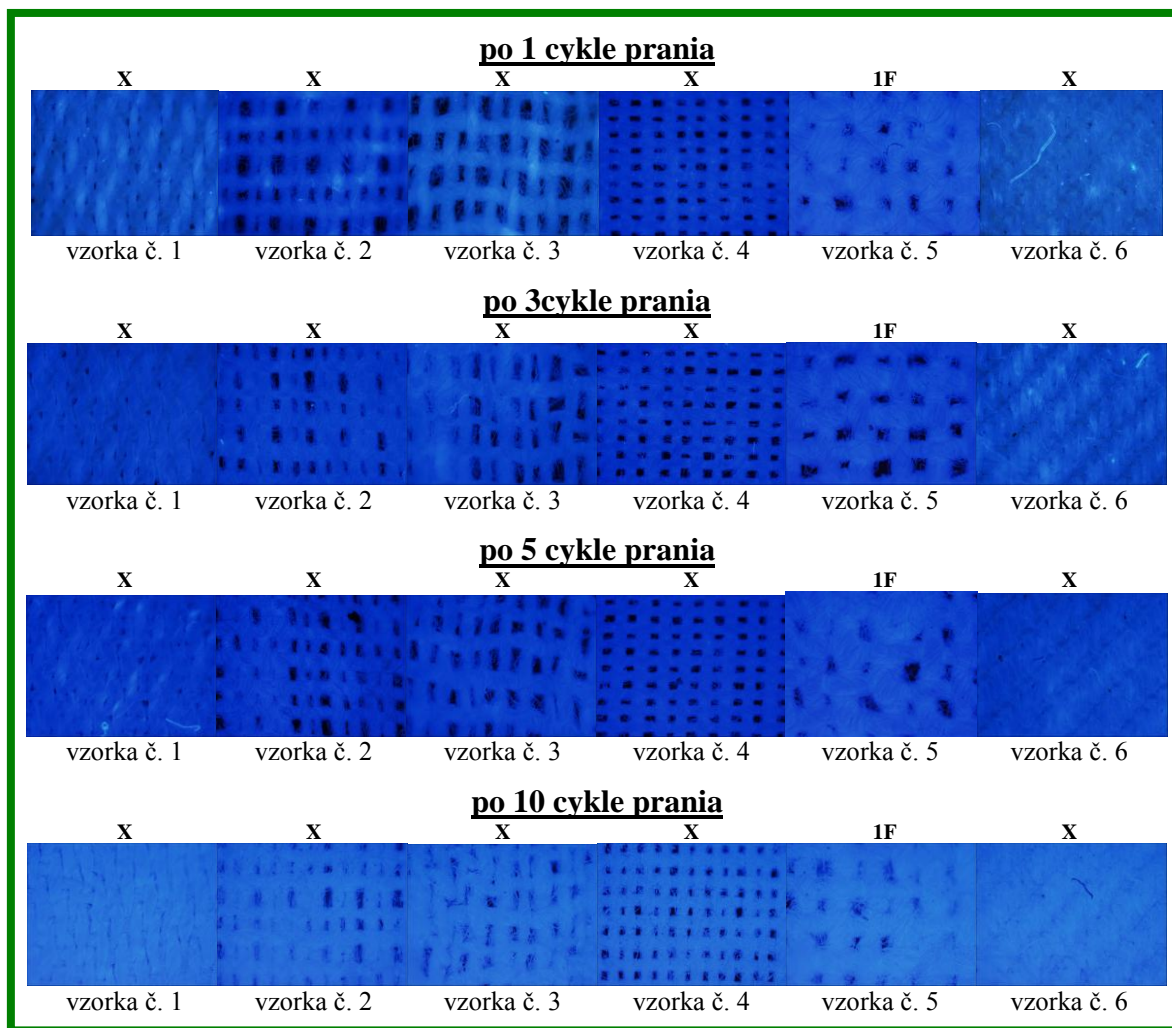 po 1 cykle prania
X X X X 1F X
vzorka č. 1 vzorka č. 2 vzorka č. 3 vzorka č. 4 vzorka č. 5 vzorka č. 6
po 3cykle prania
X X X X 1F X
vzorka č. 1 vzorka č. 2 vzorka č. 3 vzorka č. 4 vzorka č. 5 vzorka č. 6
po 5 cykle prania
X X X X 1F X
vzorka č. 1 vzorka č. 2 vzorka č. 3 vzorka č. 4 vzorka č. 5 vzorka č. 6
po 10 cykle prania
X X X X 1F X
vzorka č. 1 vzorka č. 2 vzorka č. 3 vzorka č. 4 vzorka č. 5 vzorka č. 6